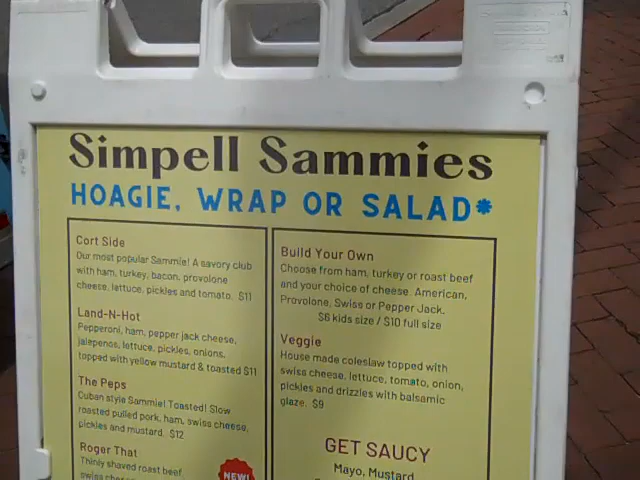 Simpell Sammies
HOAGIE, WRAP OR SALAD*
Cort Side
Our most popular Sammie! A savory club
with ham, turkey, bacon, provolone
cheese, lettuce, pickles and tomato. $11
Land-N-Hot
Pepperoni, ham, pepper jack cheese,
jalepenos, lettuce, pickles, onions,
topped with yellow mustard & toasted $11
The Peps
Cuban style Sammie! Toasted! Slow
roasted pulled pork, ham, swiss cheese,
pickles and mustard. $12
Roger That
Thinly shaved roast beef
swiss
NEW!
Build Your Own
Choose from ham, turkey or roast beef
and your choice of cheese. American,
Provolone, Swiss or Pepper Jack.
$6 kids size / $10 full size
Veggie
House made coleslaw topped with
swiss cheese, lettuce, tomato, onion,
pickles and drizzles with balsamic
glaze. $9
GET SAUCY
Mayo, Mustard